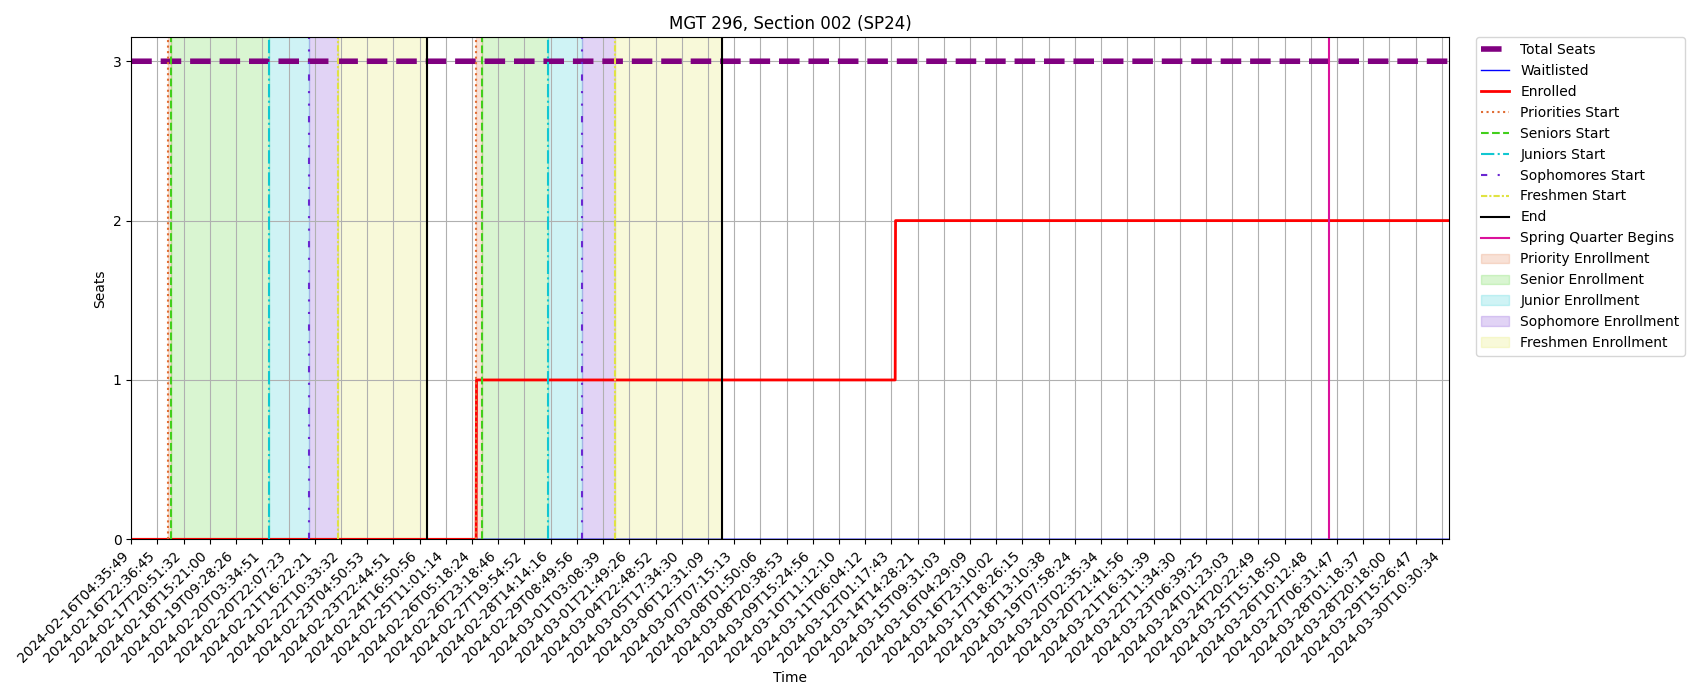 MGT 296, Section 002 (SP24)
Total Seats
Waitlisted
Enrolled
Priorities Start
Seniors Start
Juniors Start
Sophomores Start
Freshmen Start
End
Spring Quarter Begins
Priority Enrollment
Senior Enrollment
Junior Enrollment
Sophomore Enrollment
Freshmen Enrollment
Seats
3
2
1
0
2024-02-16T04:35:49
2024-02-16T22:36:45
2024-02-17T20:51:32
2024-02-18T15:21:00
2024-02-19T09:28:26
2024-02-20T03:34:51
2024-02-20T22:07:23
2024-02-21T16:22:21
2024-02-22T10:33:32
2024-02-23T04:50:53
2024-02-23T22:44:51
2024-02-24T16:50:56
2024-02-25T11:01:14
2024-02-26T05:18:24
2024-02-26T23:18:46
2024-02-27T19:54:52
2024-02-28T14:14:16
2024-02-29T08:49:56
2024-03-01T03:08:39
2024-03-01T21:49:26
2024-03-04T22:48:52
2024-03-05T17:34:30
2024-03-06T12:31:09
2024-03-07T07:15:13
2024-03-08T01:50:06
2024-03-08T20:38:53
2024-03-09T15:24:56
2024-03-10T11:12:10
2024-03-11T06:04:12
2024-03-12T01:17:43
2024-03-14T14:28:21
2024-03-15T09:31:03
2024-03-16T04:29:09
2024-03-16T23:10:02
2024-03-17T18:26:15
2024-03-18T13:10:38
2024-03-19T07:58:24
2024-03-20T02:35:34
2024-03-20T21:41:56
2024-03-21T16:31:39
2024-03-22T11:34:30
2024-03-23T06:39:25
2024-03-24T01:23:03
2024-03-24T20:22:49
2024-03-25T15:18:50
2024-03-26T10:12:48
2024-03-27T06:31:47
2024-03-28T01:18:37
2024-03-28T20:18:00
2024-03-29T15:26:47
2024-03-30T10:30:34
Time